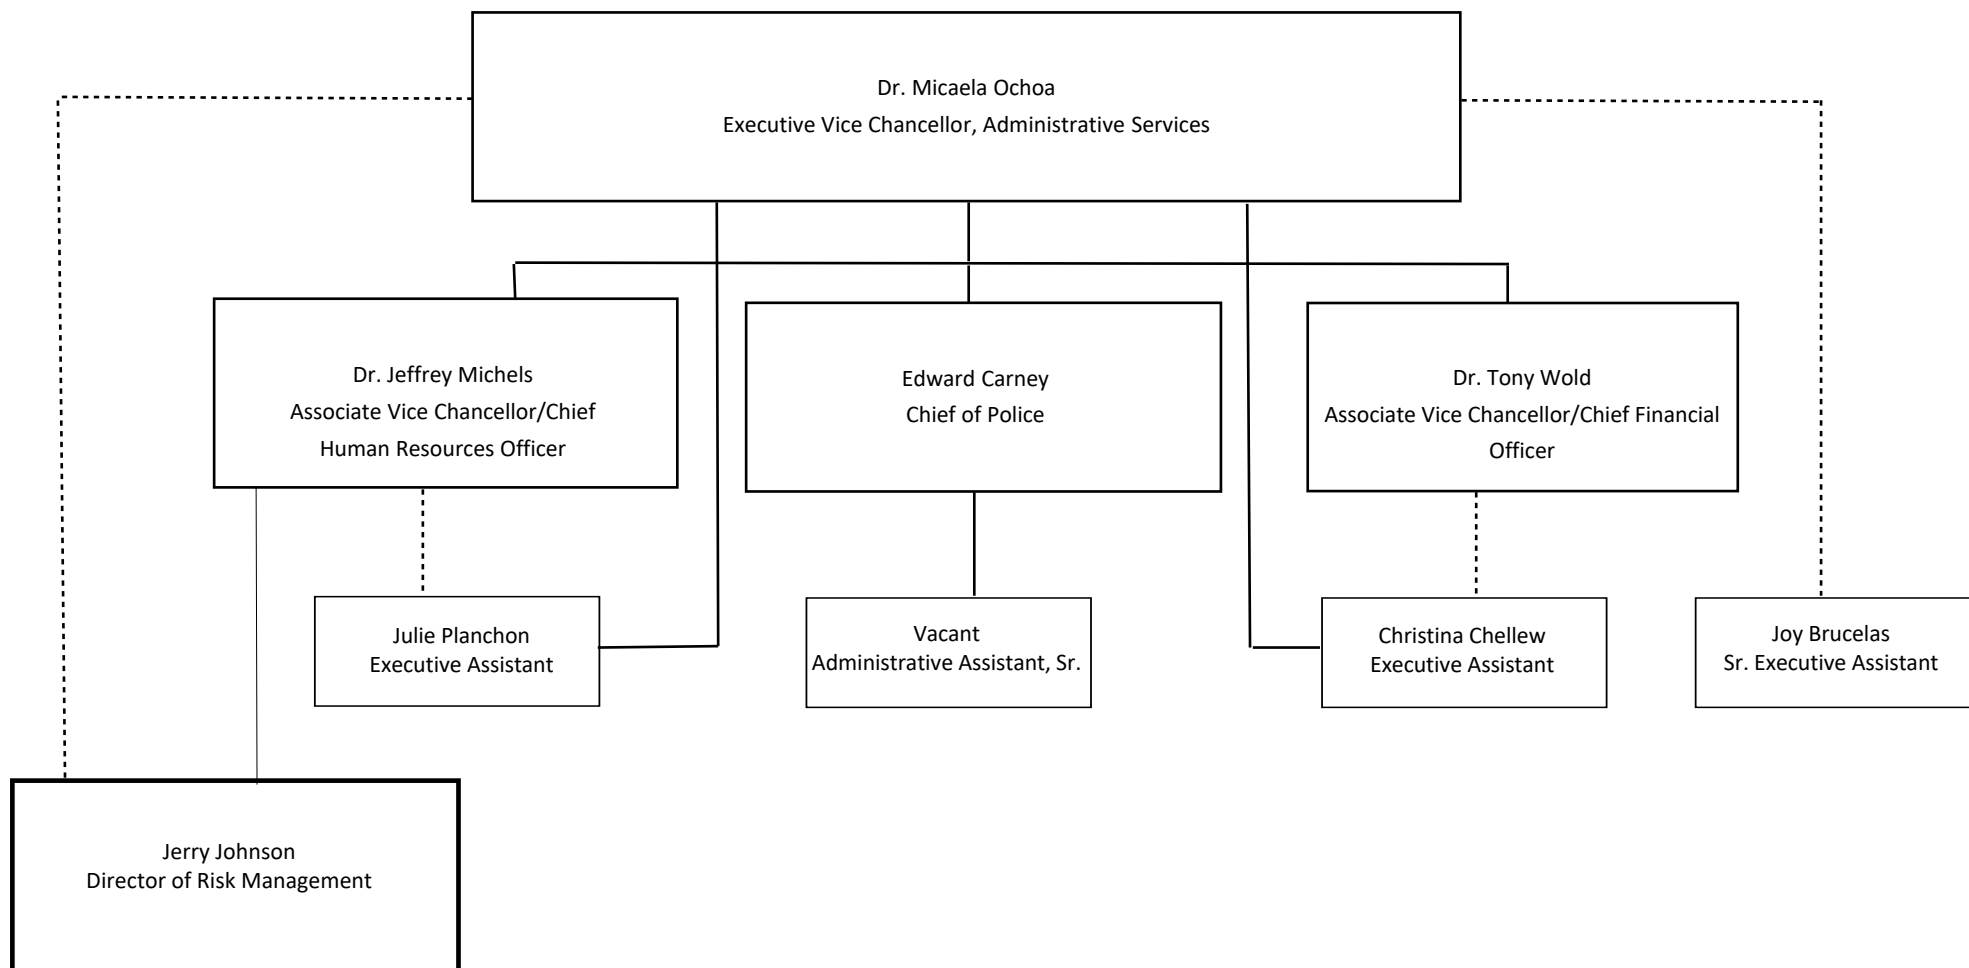 Dr. Micaela Ochoa
Executive Vice Chancellor, Administrative Services
Dr. Jeffrey Michels
Associate Vice Chancellor/Chief
Human Resources Officer
Edward Carney
Chief of Police
Dr. Tony Wold
Associate Vice Chancellor/Chief Financial
Officer
Julie Planchon
Executive Assistant
Vacant
Administrative Assistant, Sr.
Christina Chellew
Executive Assistant
Joy Brucelas
Sr. Executive Assistant
Jerry Johnson
Director of Risk Management